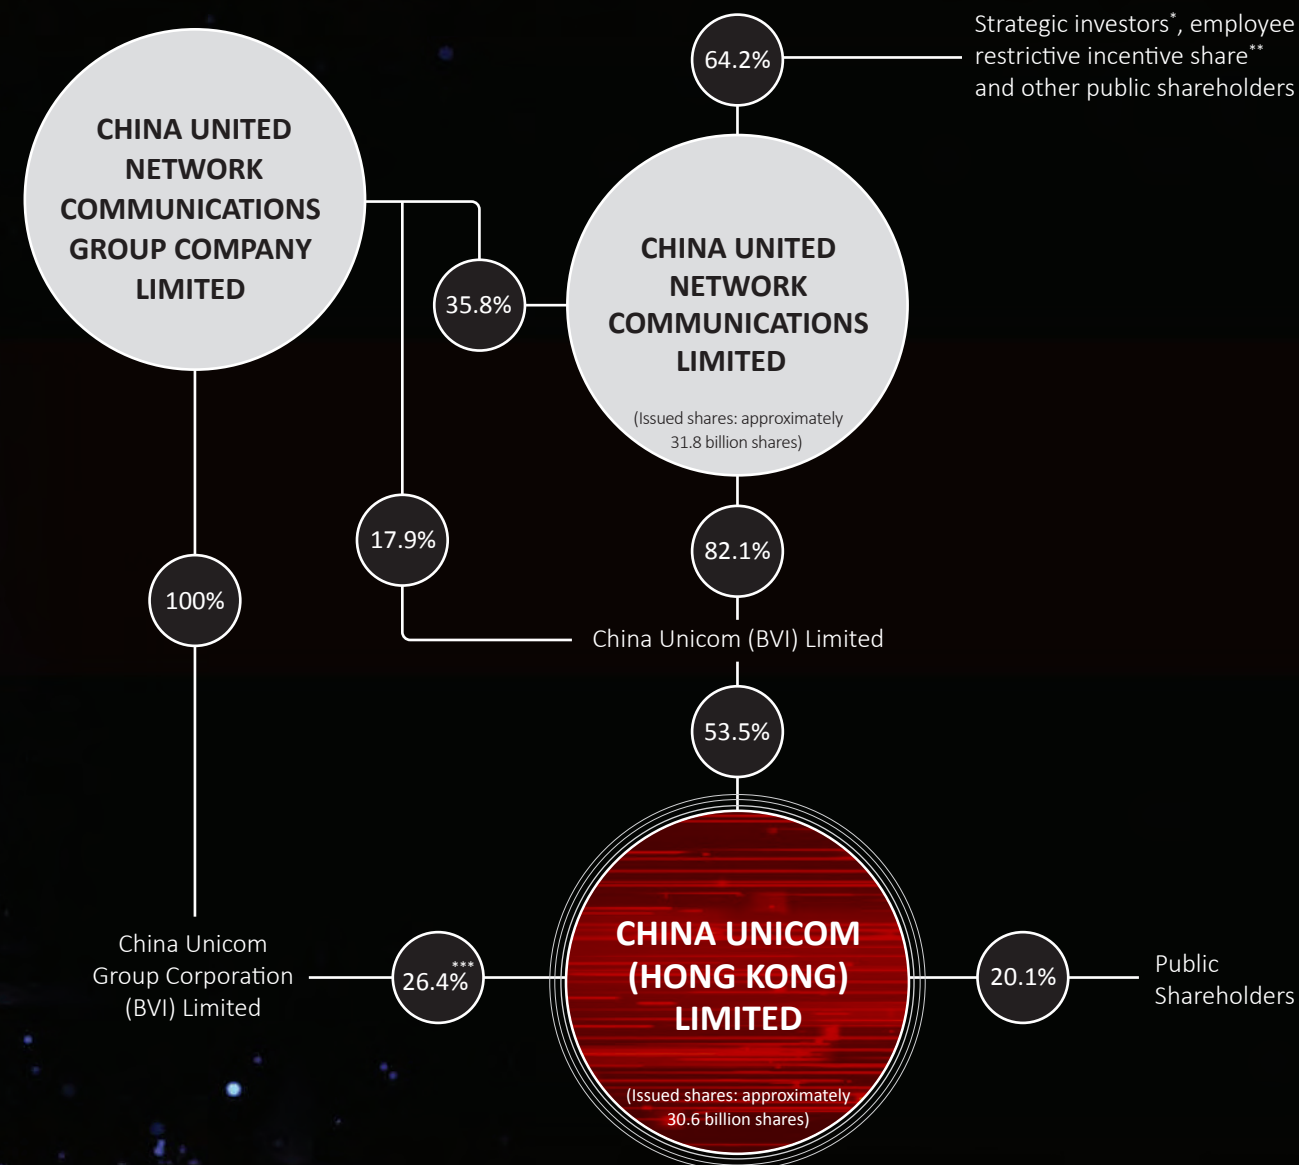 64.2%
Strategic investors*, employee
restrictive incentive share**
and other public shareholders
CHINA UNITED
NETWORK
COMMUNICATIONS
GROUP COMPANY
LIMITED
35.8%
CHINA UNITED
NETWORK
COMMUNICATIONS
LIMITED
(Issued shares: approximately
31.8 billion shares)
17.9%
82.1%
100%
China Unicom (BVI) Limited
53.5%
China Unicom
Group Corporation
(BVI) Limited
26.4%***
CHINA UNICOM
(HONG KONG)
LIMITED
(Issued shares: approximately
30.6 billion shares)
20.1%
Public
Shareholders